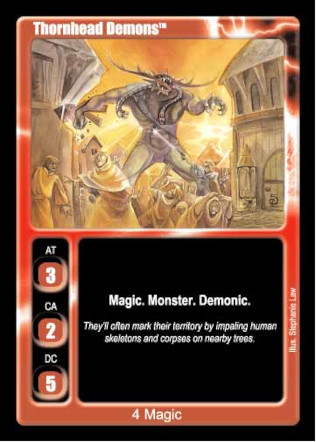 Thornhead Demons™
AT
3
CA
2
DC
5
Magic. Monster. Demonic.
They'll often mark their territory by impaling human
skeletons and corpses on nearby trees.
Illus. Stephanie Law
4 Magic